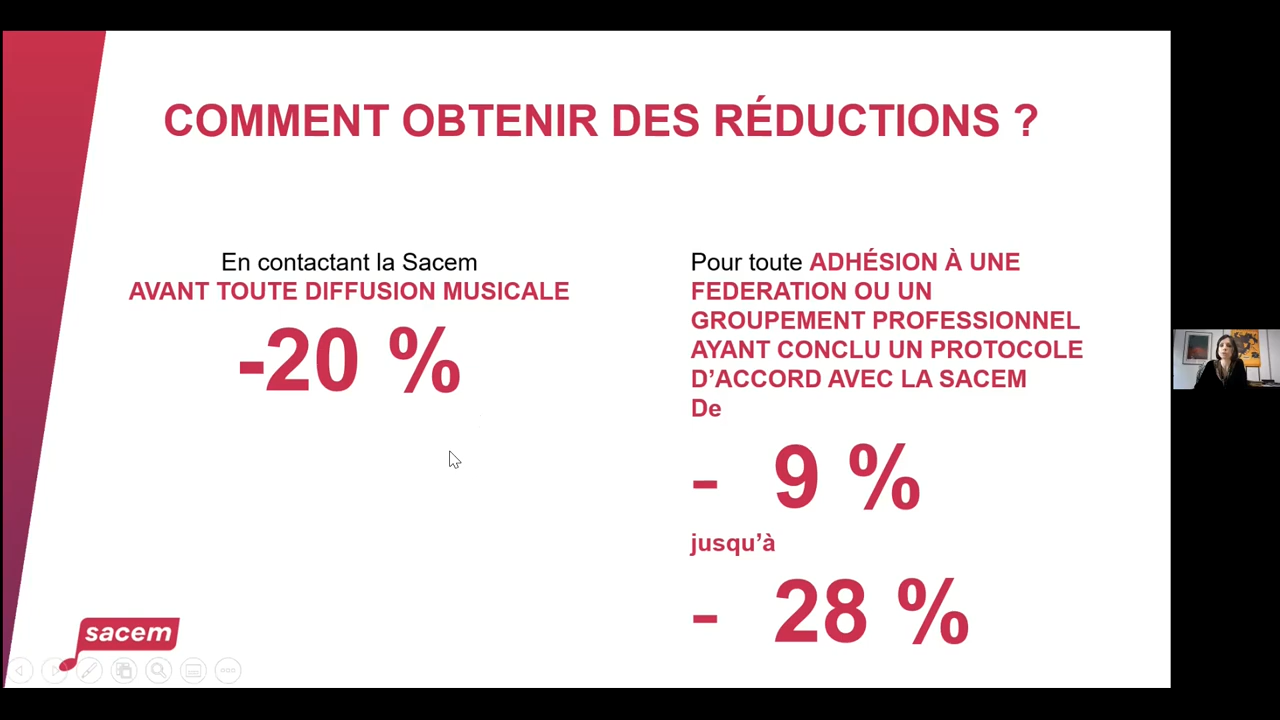 COMMENT OBTENIR DES RÉDUCTIONS ?
En contactant la Sacem
AVANT TOUTE DIFFUSION MUSICALE
-20 %
Pour toute ADHÉSION À UNE
FEDERATION OU UN
GROUPEMENT PROFESSIONNEL
AYANT CONCLU UN PROTOCOLE
D’ACCORD AVEC LA SACEM
De
- 9 %
jusqu’à
- 28 %
sacem